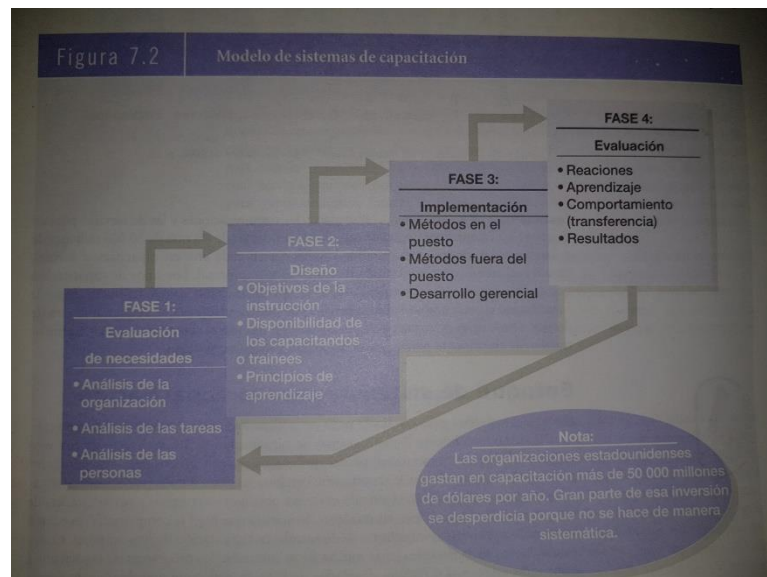 Figura 7.2
Modelo de sistemas de capacitación
FASE 1:
Evaluación
de necesidades
• Análisis de la
organización
• Análisis de las tareas
• Análisis de las
personas
FASE 2:
Diseño
• Objetivos de la
instrucción
• Disponibilidad de
los capacitandos
o trainees
• Principios de
aprendizaje
FASE 3:
Implementación
• Métodos en el
puesto
• Métodos fuera del
puesto
• Desarrollo gerencial
FASE 4:
Evaluación
• Reacciones
• Aprendizaje
• Comportamiento
(transferencia)
• Resultados
Nota:
Las organizaciones estadounidenses
gastan en capacitación más de 50 000 millones
de dólares por año. Gran parte de esa inversión
se desperdicia porque no se hace de manera
sistemática.